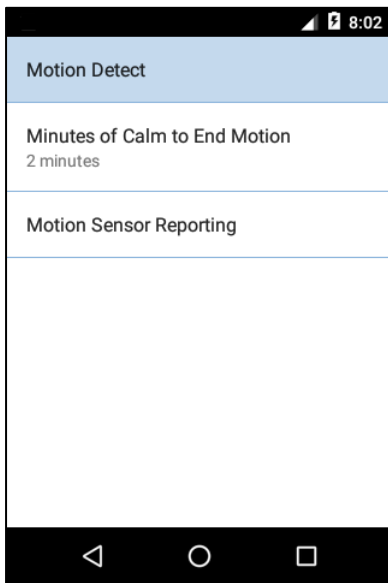 8:02
Motion Detect
Minutes of Calm to End Motion
2 minutes
Motion Sensor Reporting